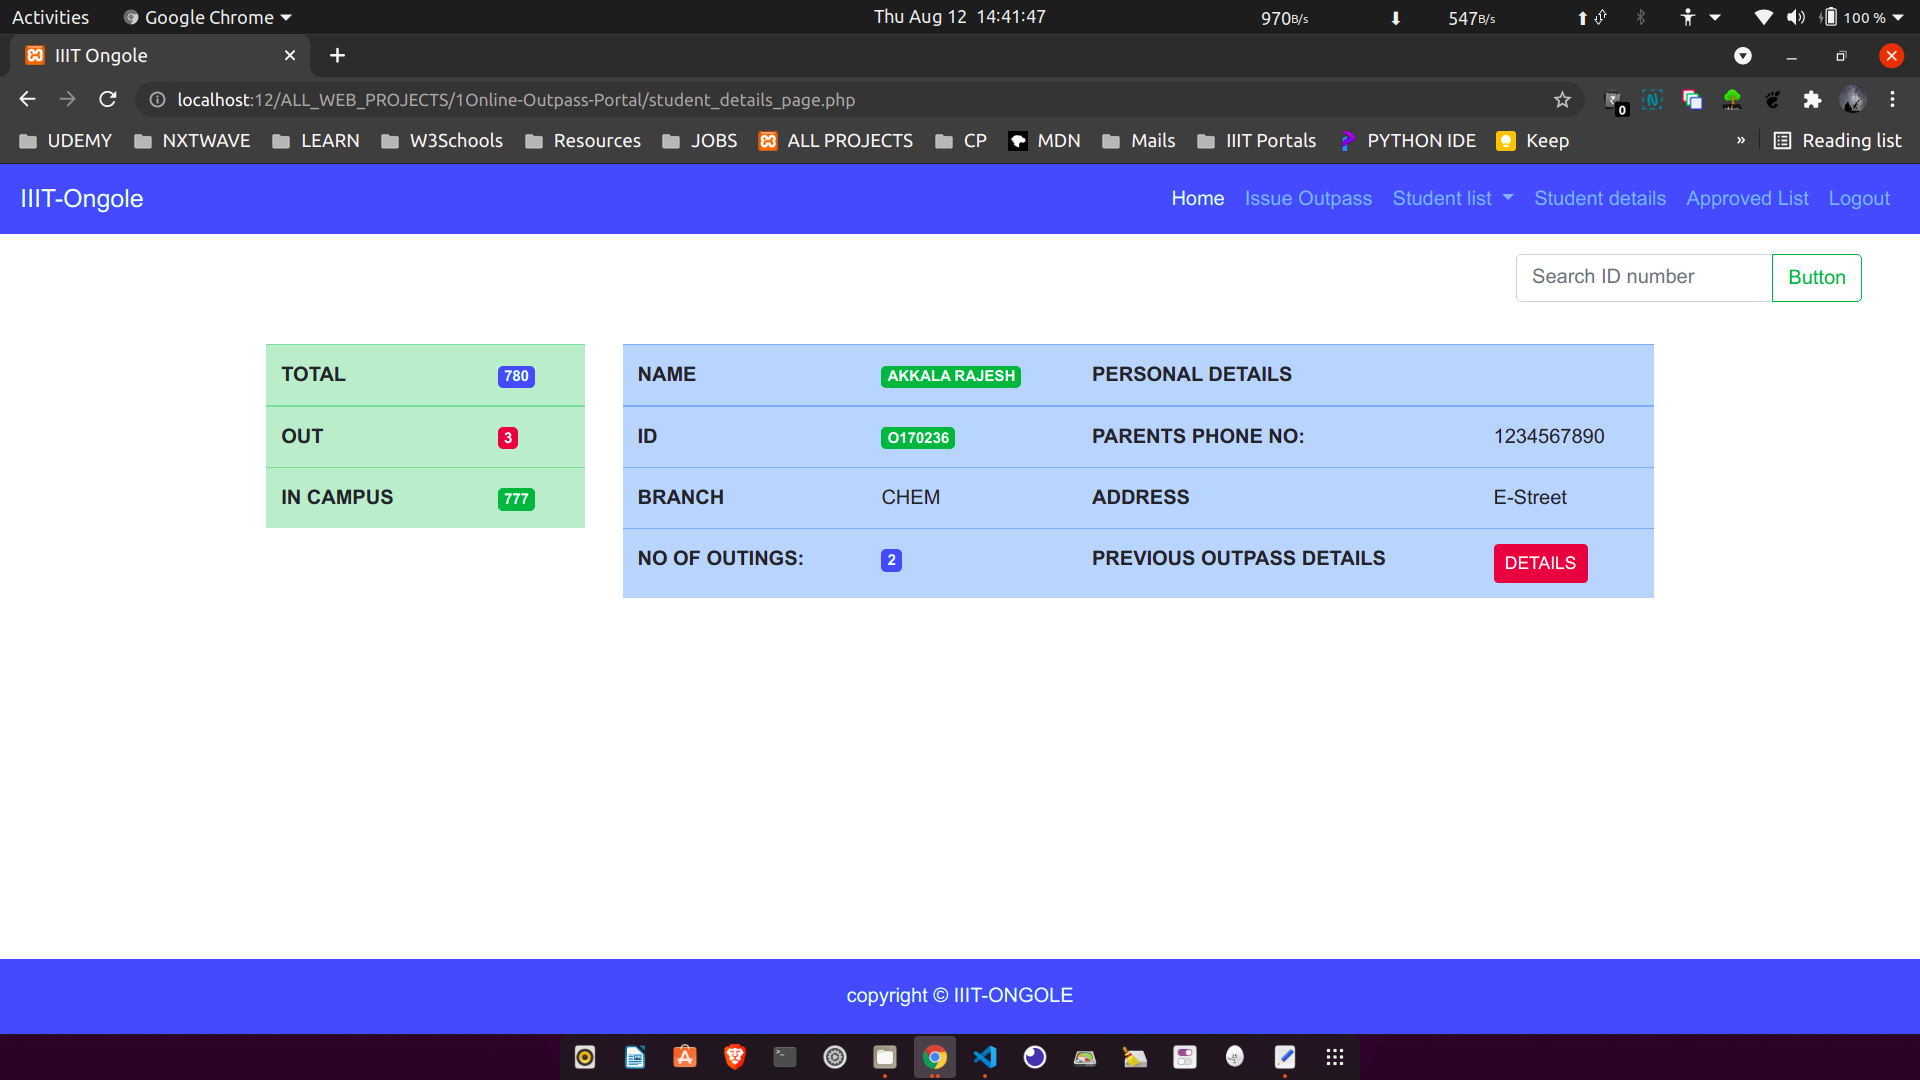 Activities Google Chrome Thu Aug 12 14:41:47 970B/s 547B/s 100 %
IIIT Ongole
localhost:12/ALL_WEB_PROJECTS/1Online-Outpass-Portal/student_details_page.php 0
UDEMY NXTWAVE LEARN W3Schools Resources JOBS ALL PROJECTS CP MDN Mails IIIT Portals PYTHON IDE Keep » Reading list
IIIT-Ongole Home Issue Outpass Student list Student details Approved List Logout
Search ID number Button
TOTAL 780
OUT 3
IN CAMPUS 777
NAME AKKALA RAJESH PERSONAL DETAILS
ID O170236 PARENTS PHONE NO: 1234567890
BRANCH CHEM ADDRESS E-Street
NO OF OUTINGS: 2 PREVIOUS OUTPASS DETAILS DETAILS
copyright © IIIT-ONGOLE